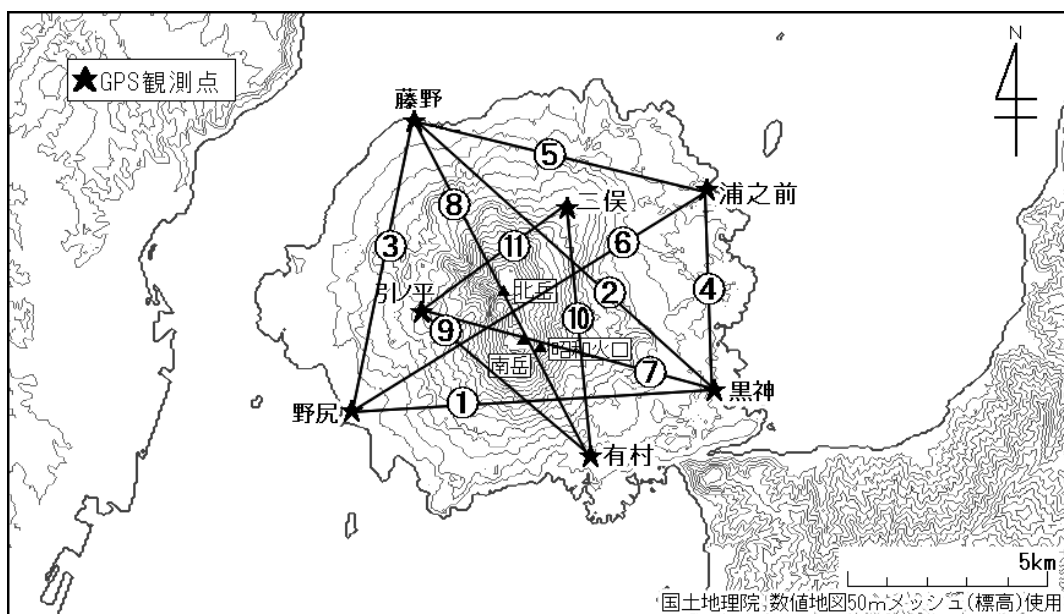 N
★GPS観測点
藤野
⑤
浦之前
二俣
⑧
⑥
⑪
③
②
④
北岳
引ノ平
⑩
⑨
昭和火口
南岳
⑦
黒神
野尻
①
有村
5km
国土地理院 数値地図50mメッシュ(標高)使用